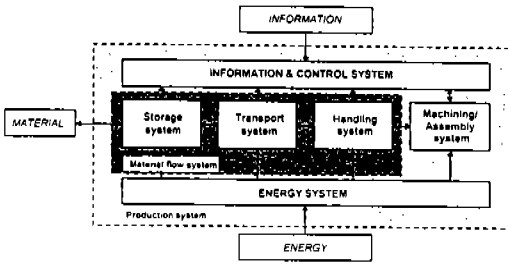 INFORMATION
INFORMATION & CONTROL SYSTEM
MATERIAL
Storage
system
Transport
system
Handling
system
Machining/
Assembly
system
Material flow system
ENERGY SYSTEM
Production system
ENERGY